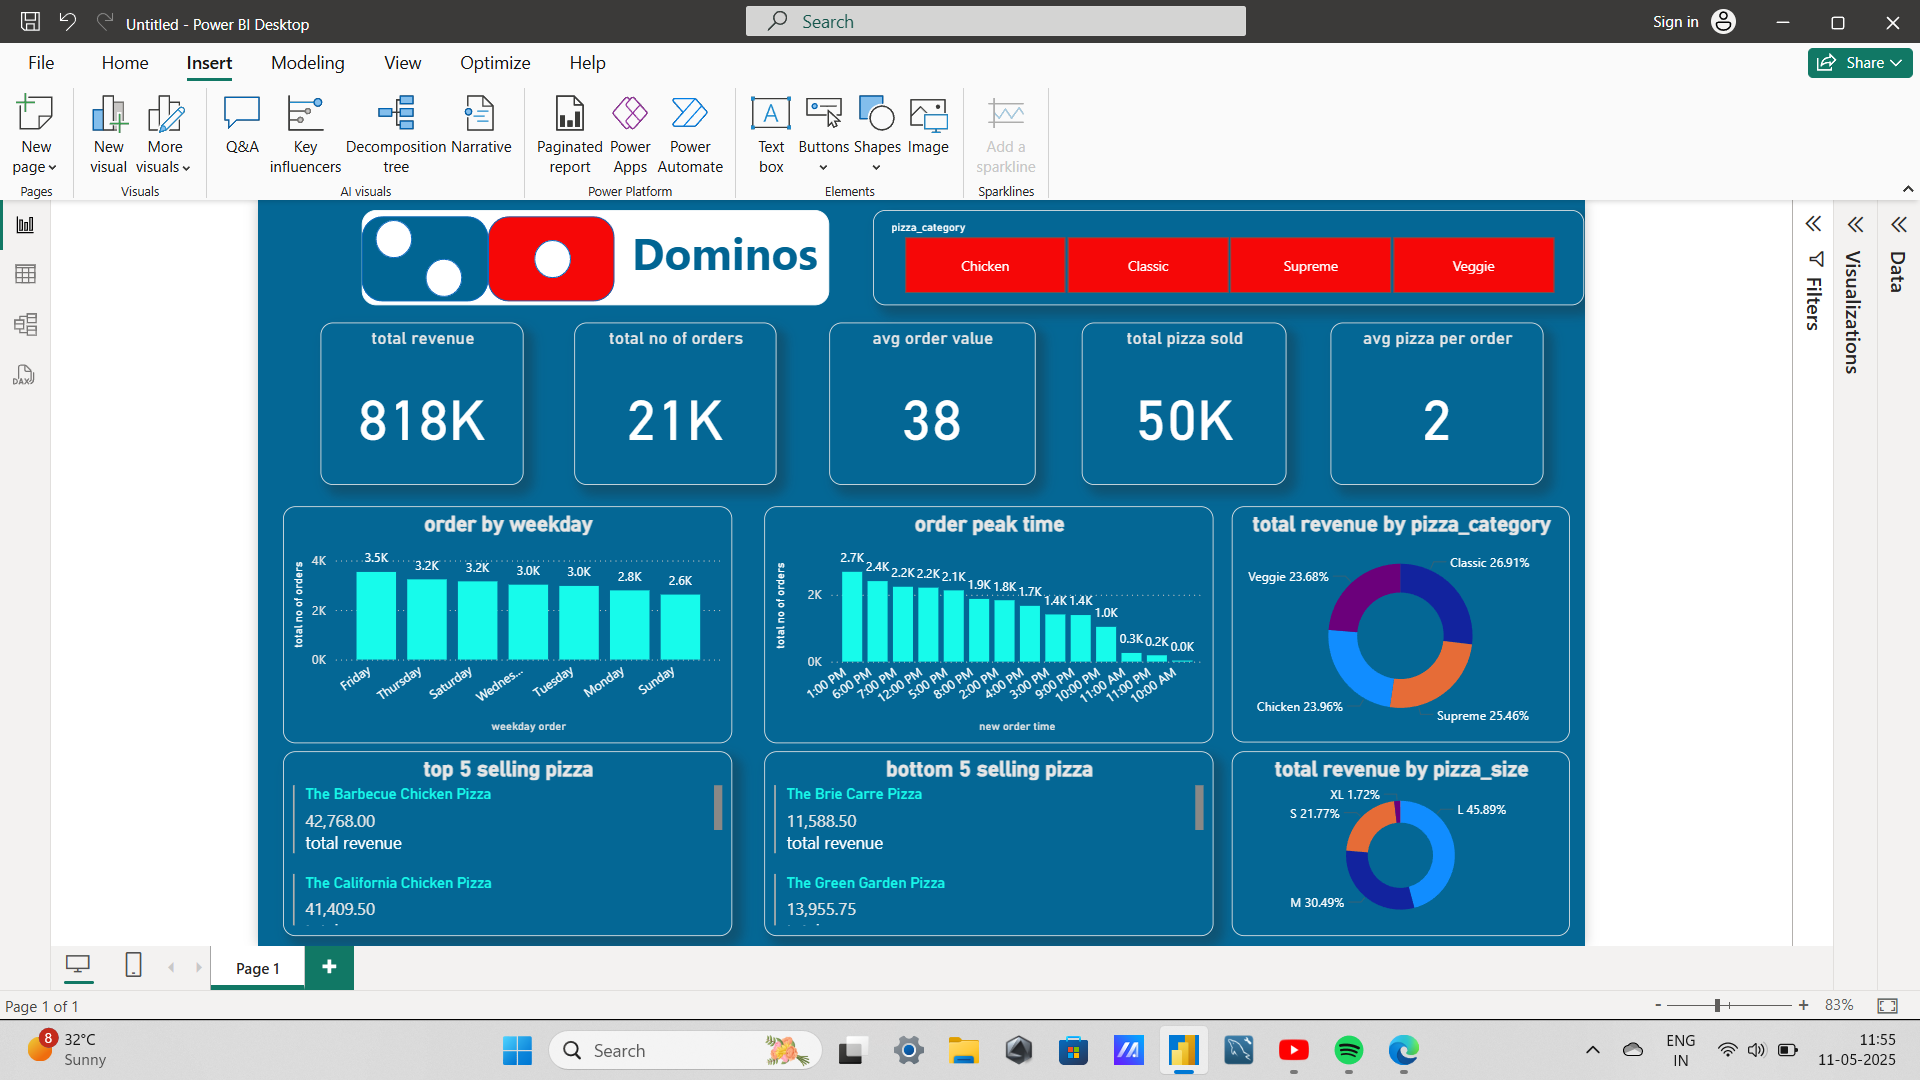 Untitled - Power BI Desktop
Search
Sign in
File Home Insert Modeling View Optimize Help
Share
New page
New visual
More visuals
Q&A
Key influencers
Decomposition tree
Narrative
Paginated report
Power Apps
Power Automate
Text box
Buttons
Shapes
Image
Add a sparkline
Pages
Visuals
AI visuals
Power Platform
Elements
Sparklines
DAX
Dominos
pizza_category
Chicken
Classic
Supreme
Veggie
Filters
Visualizations
Data
total revenue
818K
total no of orders
21K
avg order value
38
total pizza sold
50K
avg pizza per order
2
order by weekday
total no of orders
4K
2K
0K
3.5K
3.2K
3.2K
3.0K
3.0K
2.8K
2.6K
Friday
Thursday
Saturday
Wednes...
Tuesday
Monday
Sunday
weekday order
order peak time
total no of orders
2K
0K
2.7K
2.4K
2.2K
2.2K
2.1K
1.9K
1.8K
1.7K
1.4K
1.4K
1.0K
0.3K
0.2K
0.0K
1:00 PM
6:00 PM
7:00 PM
12:00 PM
5:00 PM
8:00 PM
2:00 PM
4:00 PM
3:00 PM
9:00 PM
10:00 PM
11:00 AM
11:00 PM
10:00 AM
new order time
total revenue by pizza_category
Classic 26.91%
Veggie 23.68%
Chicken 23.96%
Supreme 25.46%
top 5 selling pizza
The Barbecue Chicken Pizza
42,768.00
total revenue
The California Chicken Pizza
41,409.50
bottom 5 selling pizza
The Brie Carre Pizza
11,588.50
total revenue
The Green Garden Pizza
13,955.75
total revenue by pizza_size
XL 1.72%
S 21.77%
L 45.89%
M 30.49%
Page 1
+
Page 1 of 1
- + 83%
8
32°C
Sunny
Search
ENG
IN
11:55
11-05-2025